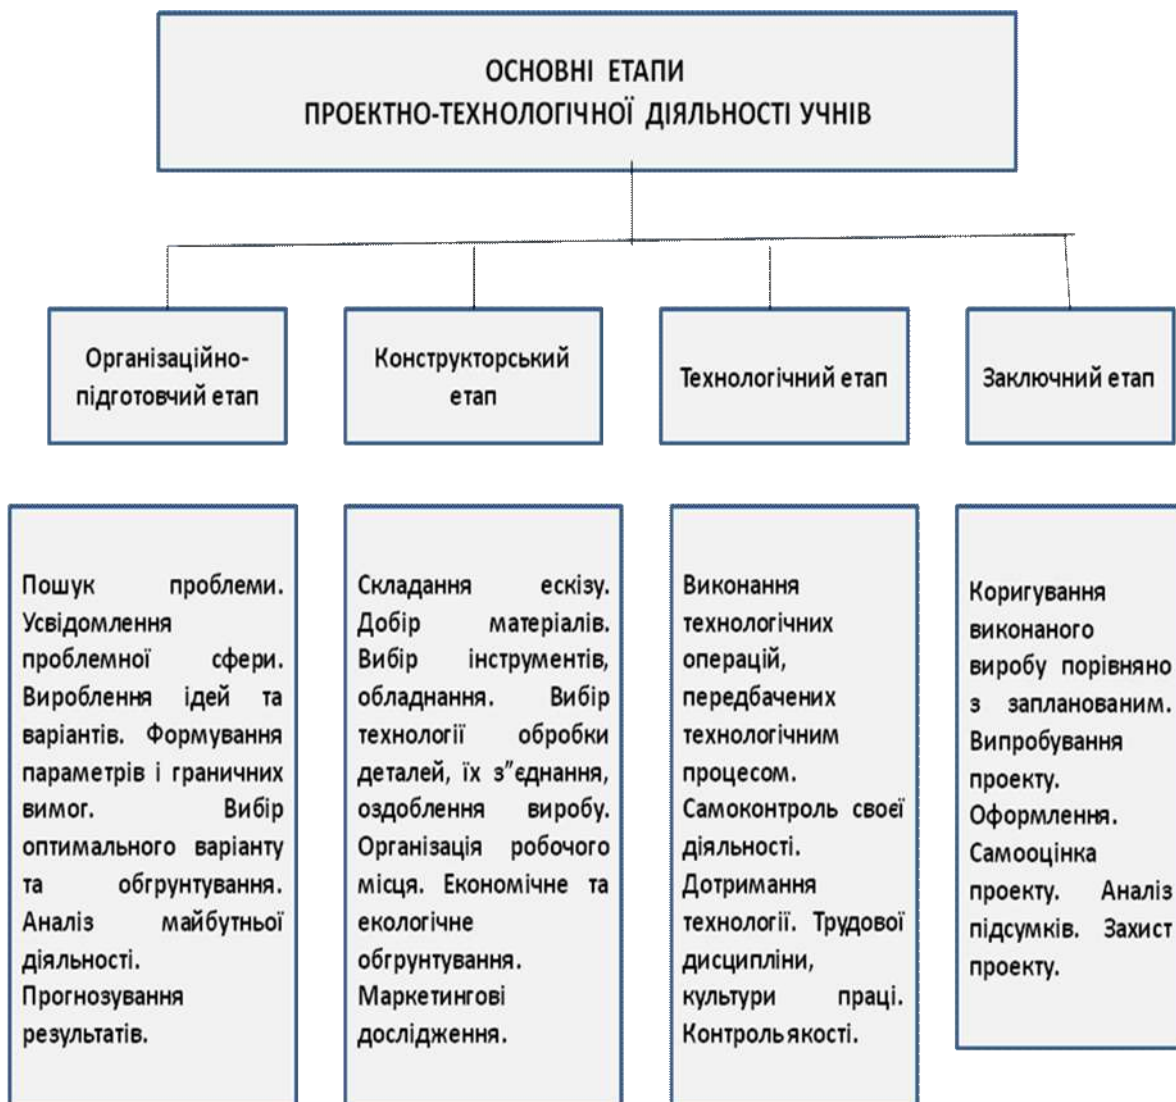 ОСНОВНІ ЕТАПИ
ПРОЕКТНО-ТЕХНОЛОГІЧНОЇ ДІЯЛЬНОСТІ УЧНІВ
Організаційно-
підготовчий етап
Конструкторський
етап
Технологічний етап
Заключний етап
Пошук проблеми.
Усвідомлення
проблемної сфери.
Вироблення ідей та
варіантів. Формування
параметрів і граничних
вимог. Вибір
оптимального варіанту
та обгрунтування.
Аналіз майбутньої
діяльності.
Прогнозування
результатів.
Складання ескізу.
Добір матеріалів.
Вибір інструментів,
обладнання. Вибір
технології обробки
деталей, їх з”єднання,
оздоблення виробу.
Організація робочого
місця. Економічне та
екологічне
обгрунтування.
Маркетингові
дослідження.
Виконання
технологічних
операцій,
передбачених
технологічним
процесом.
Самоконтроль своєї
діяльності.
Дотримання
технології. Трудової
дисципліни,
культури праці.
Контроль якості.
Коригування
виконаного
виробу порівняно
з запланованим.
Випробування
проекту.
Оформлення.
Самооцінка
проекту. Аналіз
підсумків. Захист
проекту.